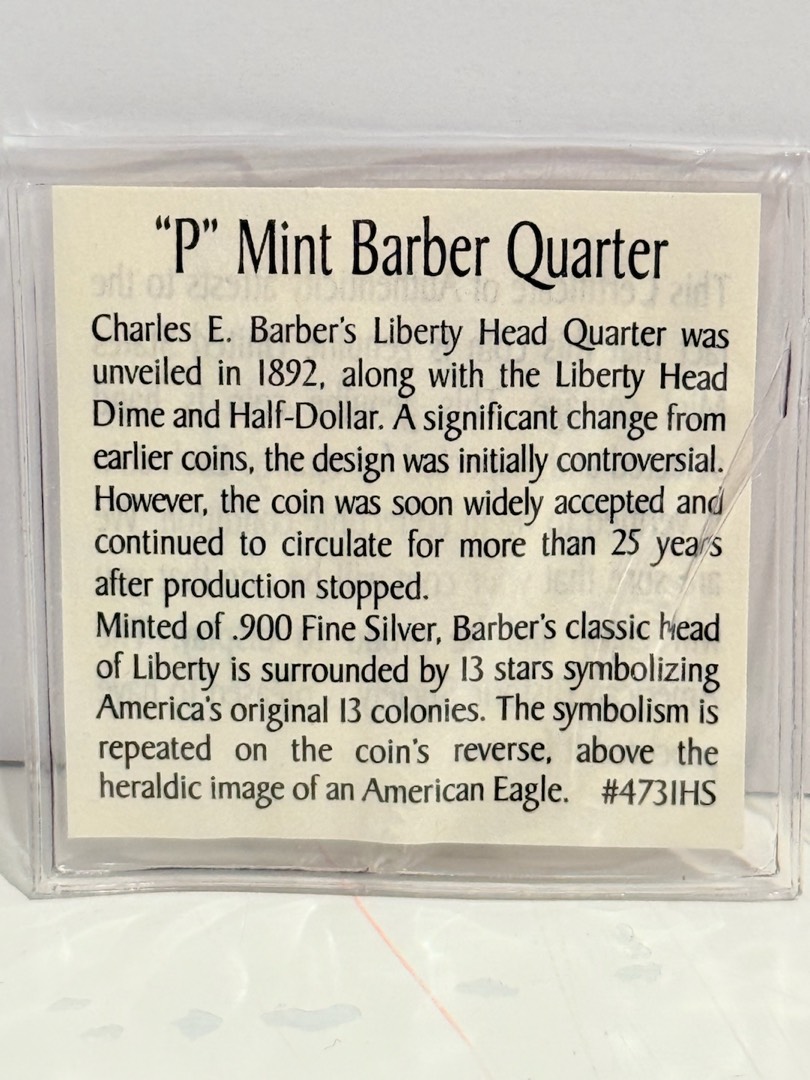 “P” Mint Barber Quarter
Charles E. Barber's Liberty Head Quarter was
unveiled in 1892, along with the Liberty Head
Dime and Half-Dollar. A significant change from
earlier coins, the design was initially controversial.
However, the coin was soon widely accepted and
continued to circulate for more than 25 years
after production stopped.
Minted of .900 Fine Silver, Barber's classic head
of Liberty is surrounded by 13 stars symbolizing
America's original 13 colonies. The symbolism is
repeated on the coin's reverse, above the
heraldic image of an American Eagle. #4731HS